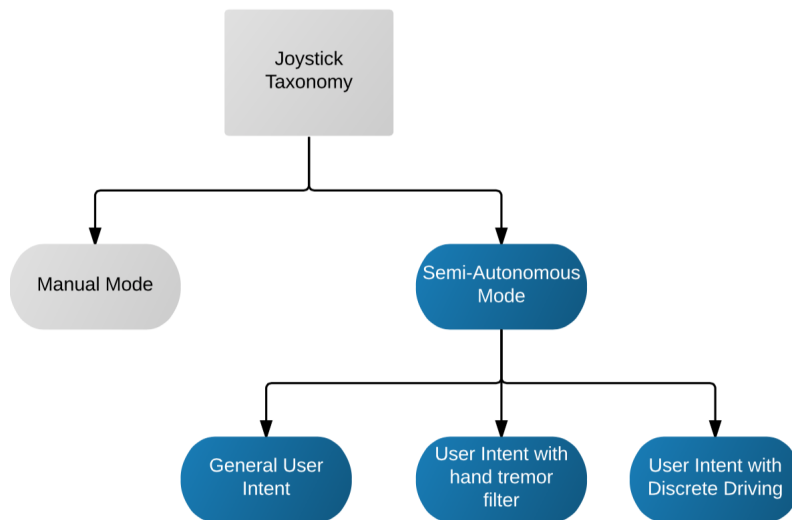 Joystick
Taxonomy
Manual Mode
Semi-Autonomous
Mode
General User
Intent
User Intent with
hand tremor
filter
User Intent with
Discrete Driving